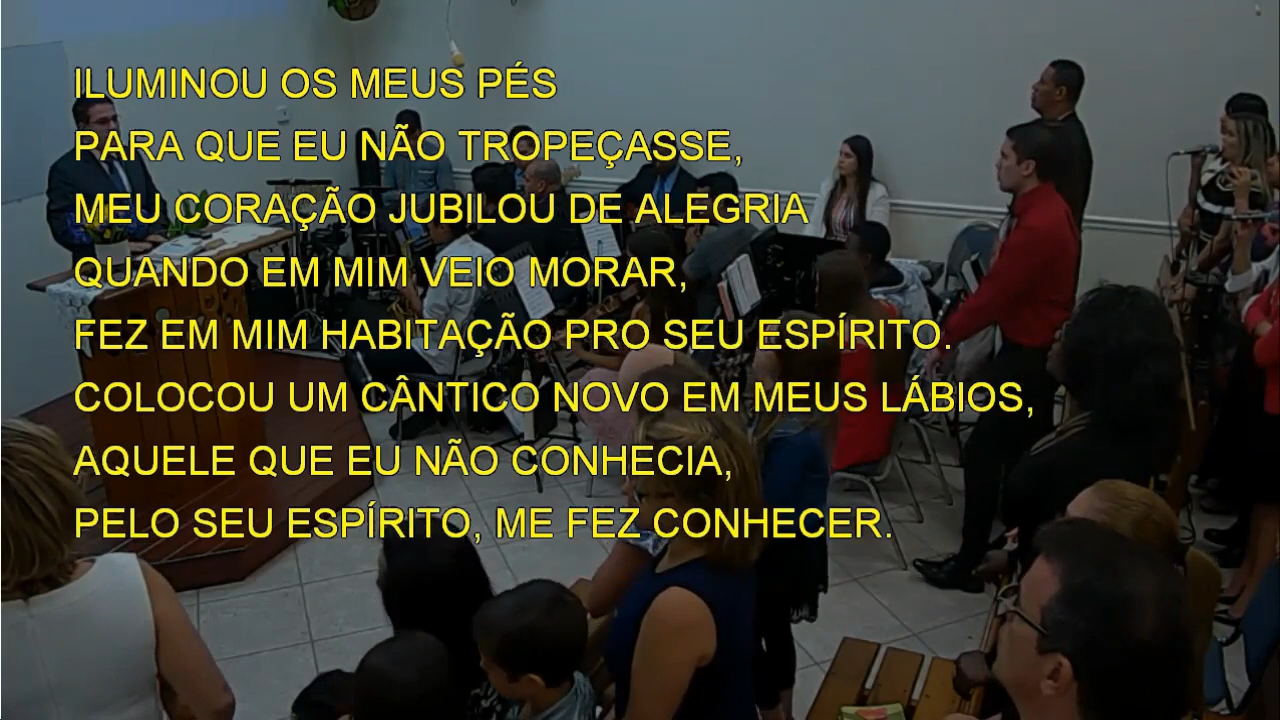 ILUMINOU OS MEUS PÉS
PARA QUE EU NÃO TROPEÇASSE,
MEU CORAÇÃO JUBILOU DE ALEGRIA
QUANDO EM MIM VEIO MORAR,
FEZ EM MIM HABITAÇÃO PRO SEU ESPÍRITO.
COLOCOU UM CÂNTICO NOVO EM MEUS LÁBIOS,
AQUELE QUE EU NÃO CONHECIA,
PELO SEU ESPÍRITO, ME FEZ CONHECER.